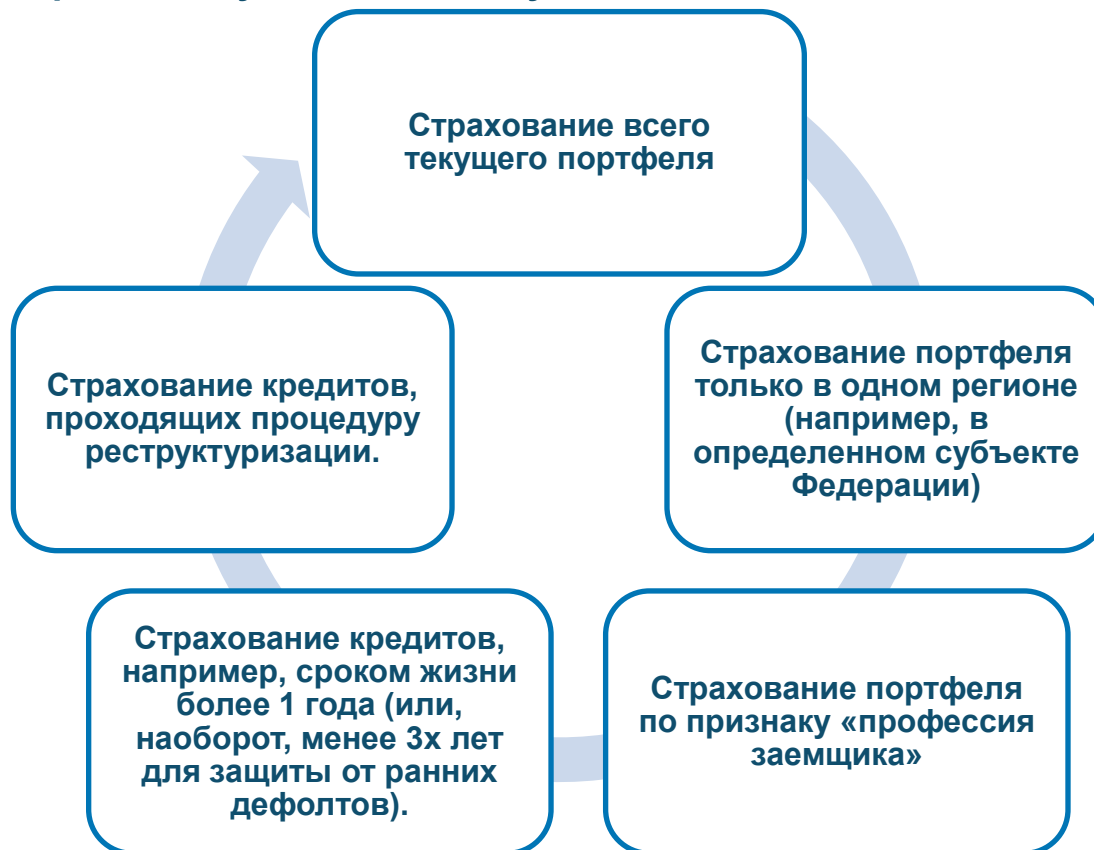 Страхование всего
текущего портфеля
Страхование портфеля
только в одном регионе
(например, в
определенном субъекте
Федерации)
Страхование портфеля
по признаку «профессия
заемщика»
Страхование кредитов,
например, сроком жизни
более 1 года (или,
наоборот, менее 3х лет
для защиты от ранних
дефолтов).
Страхование кредитов,
проходящих процедуру
реструктуризации.